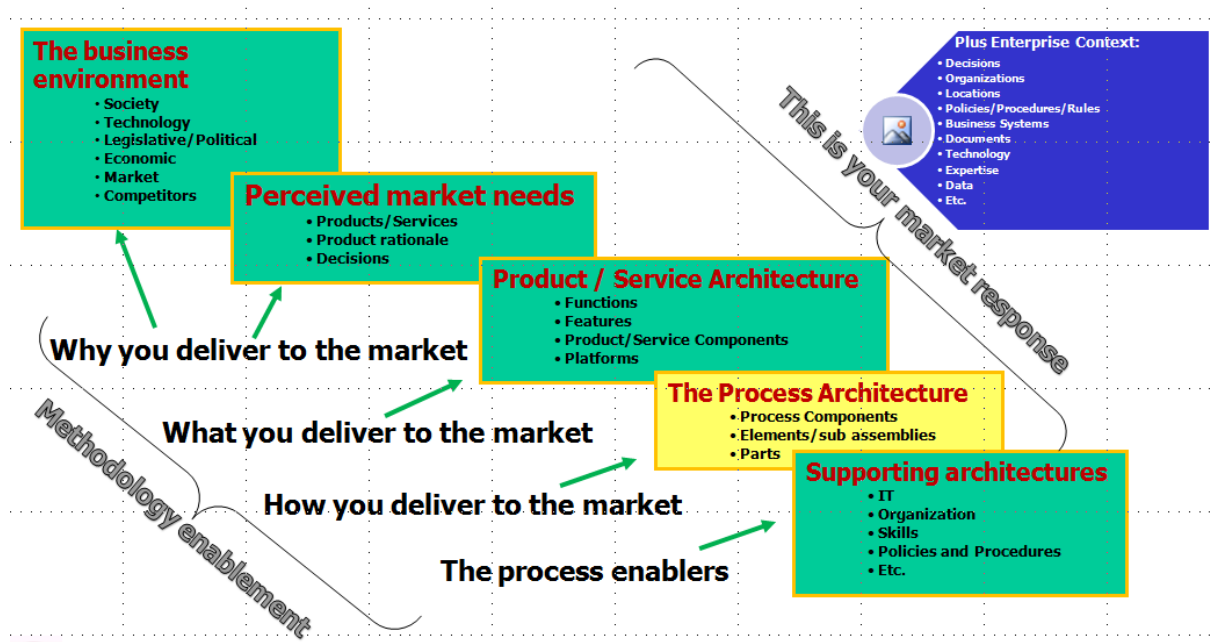 The business
environment
• Society
• Technology
• Legislative/Political
• Economic
• Market
• Competitors
Perceived market needs
• Products/Services
• Product rationale
• Decisions
Product / Service Architecture
• Functions
• Features
• Product/Service Components
• Platforms
The Process Architecture
• Process Components
• Elements/sub assemblies
• Parts
Supporting architectures
• IT
• Organization
• Skills
• Policies and Procedures
• Etc.
Plus Enterprise Context:
• Decisions
• Organizations
• Locations
• Policies/Procedures/Rules
• Business Systems
• Documents
• Technology
• Expertise
• Data
• Etc.
This is your market response
Why you deliver to the market
What you deliver to the market
How you deliver to the market
The process enablers
Methodology enablement